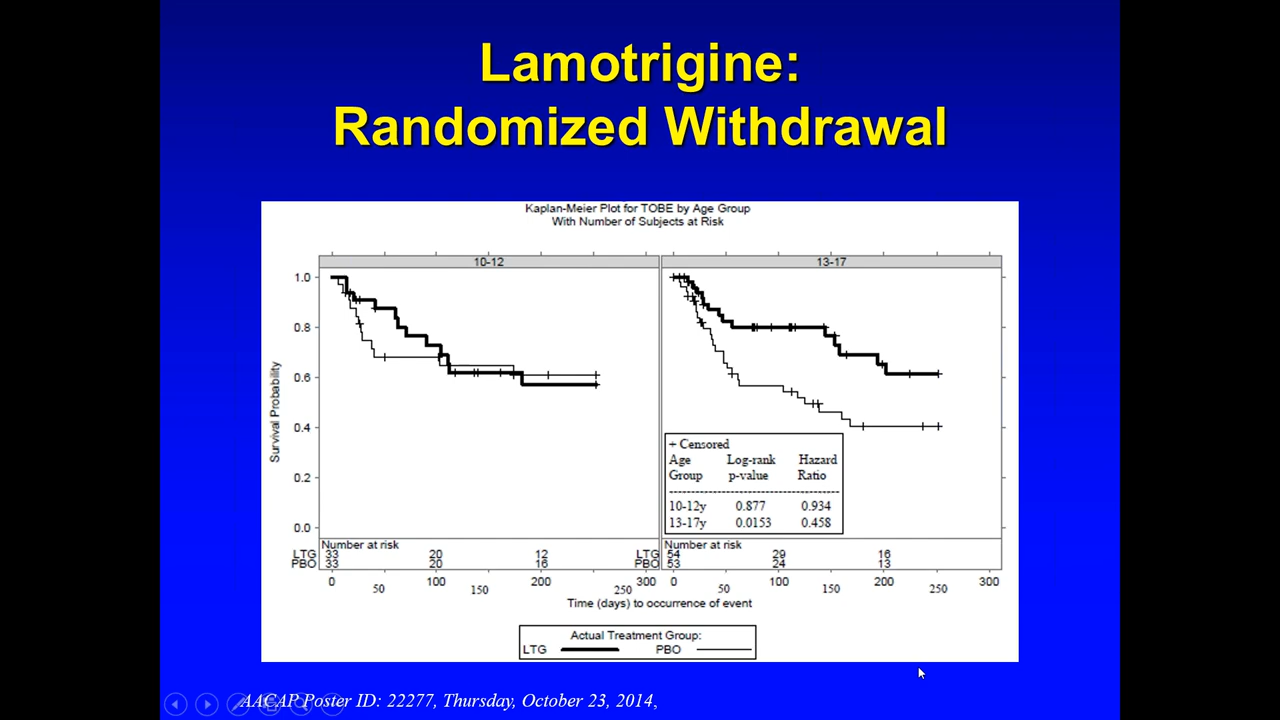 Lamotrigine:
Randomized Withdrawal
Kaplan-Meier Plot for TOBE by Age Group
With Number of Subjects at Risk
10-12
13-17
1.0
0.8
0.6
0.4
0.2
0.0
Survival Probability
+ Censored
Age Log-rank Hazard
Group p-value Ratio
10-12y 0.877 0.934
13-17y 0.0153 0.458
Number at risk
LTG 33 20 12
PBO 33 20 16
Number at risk
LTG 54 29 16
PBO 53 24 13
0 50 100 150 200 250 300
0 50 100 150 200 250 300
Time (days) to occurrence of event
Actual Treatment Group:
LTG PBO
AACAP Poster ID: 22277, Thursday, October 23, 2014,